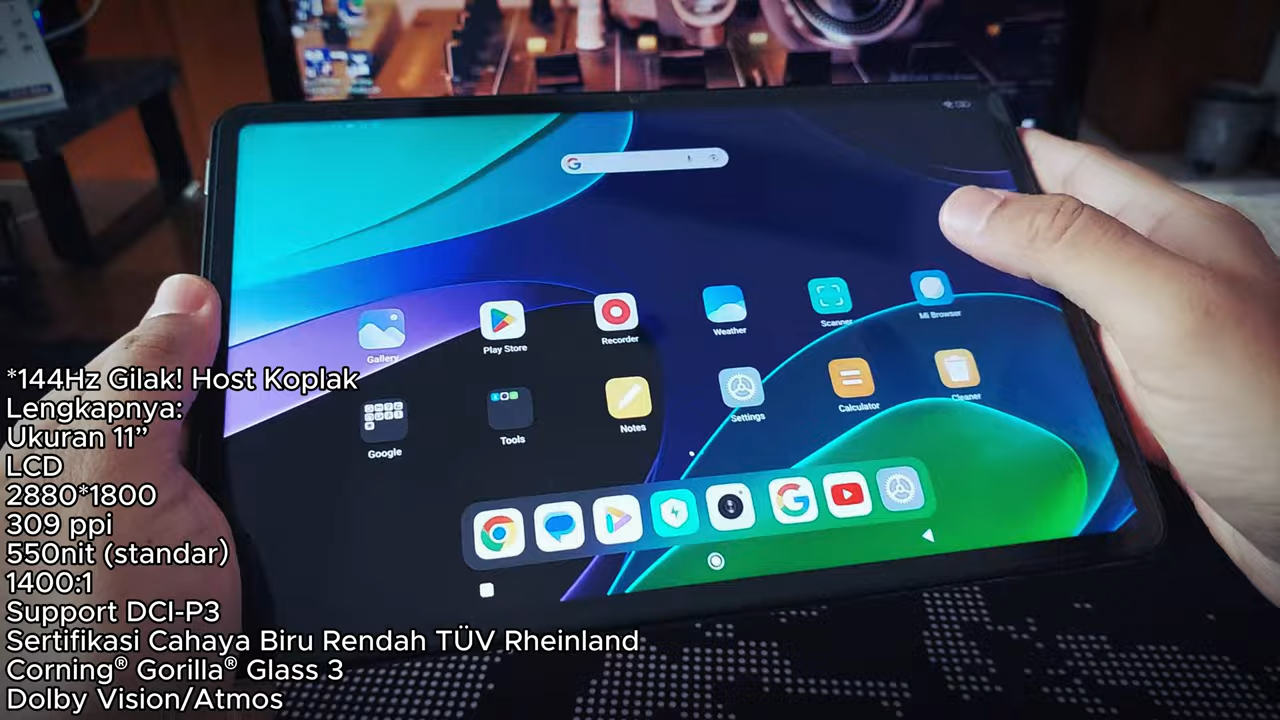 Gallery
Play Store
Recorder
Weather
Scanner
Mi Browser
Google
Tools
Notes
Settings
Calculator
Cleaner
*144Hz Gilak! Host Koplak
Lengkapnya:
Ukuran 11”
LCD
2880*1800
309 ppi
550nit (standar)
1400:1
Support DCI-P3
Sertifikasi Cahaya Biru Rendah TÜV Rheinland
Corning® Gorilla® Glass 3
Dolby Vision/Atmos